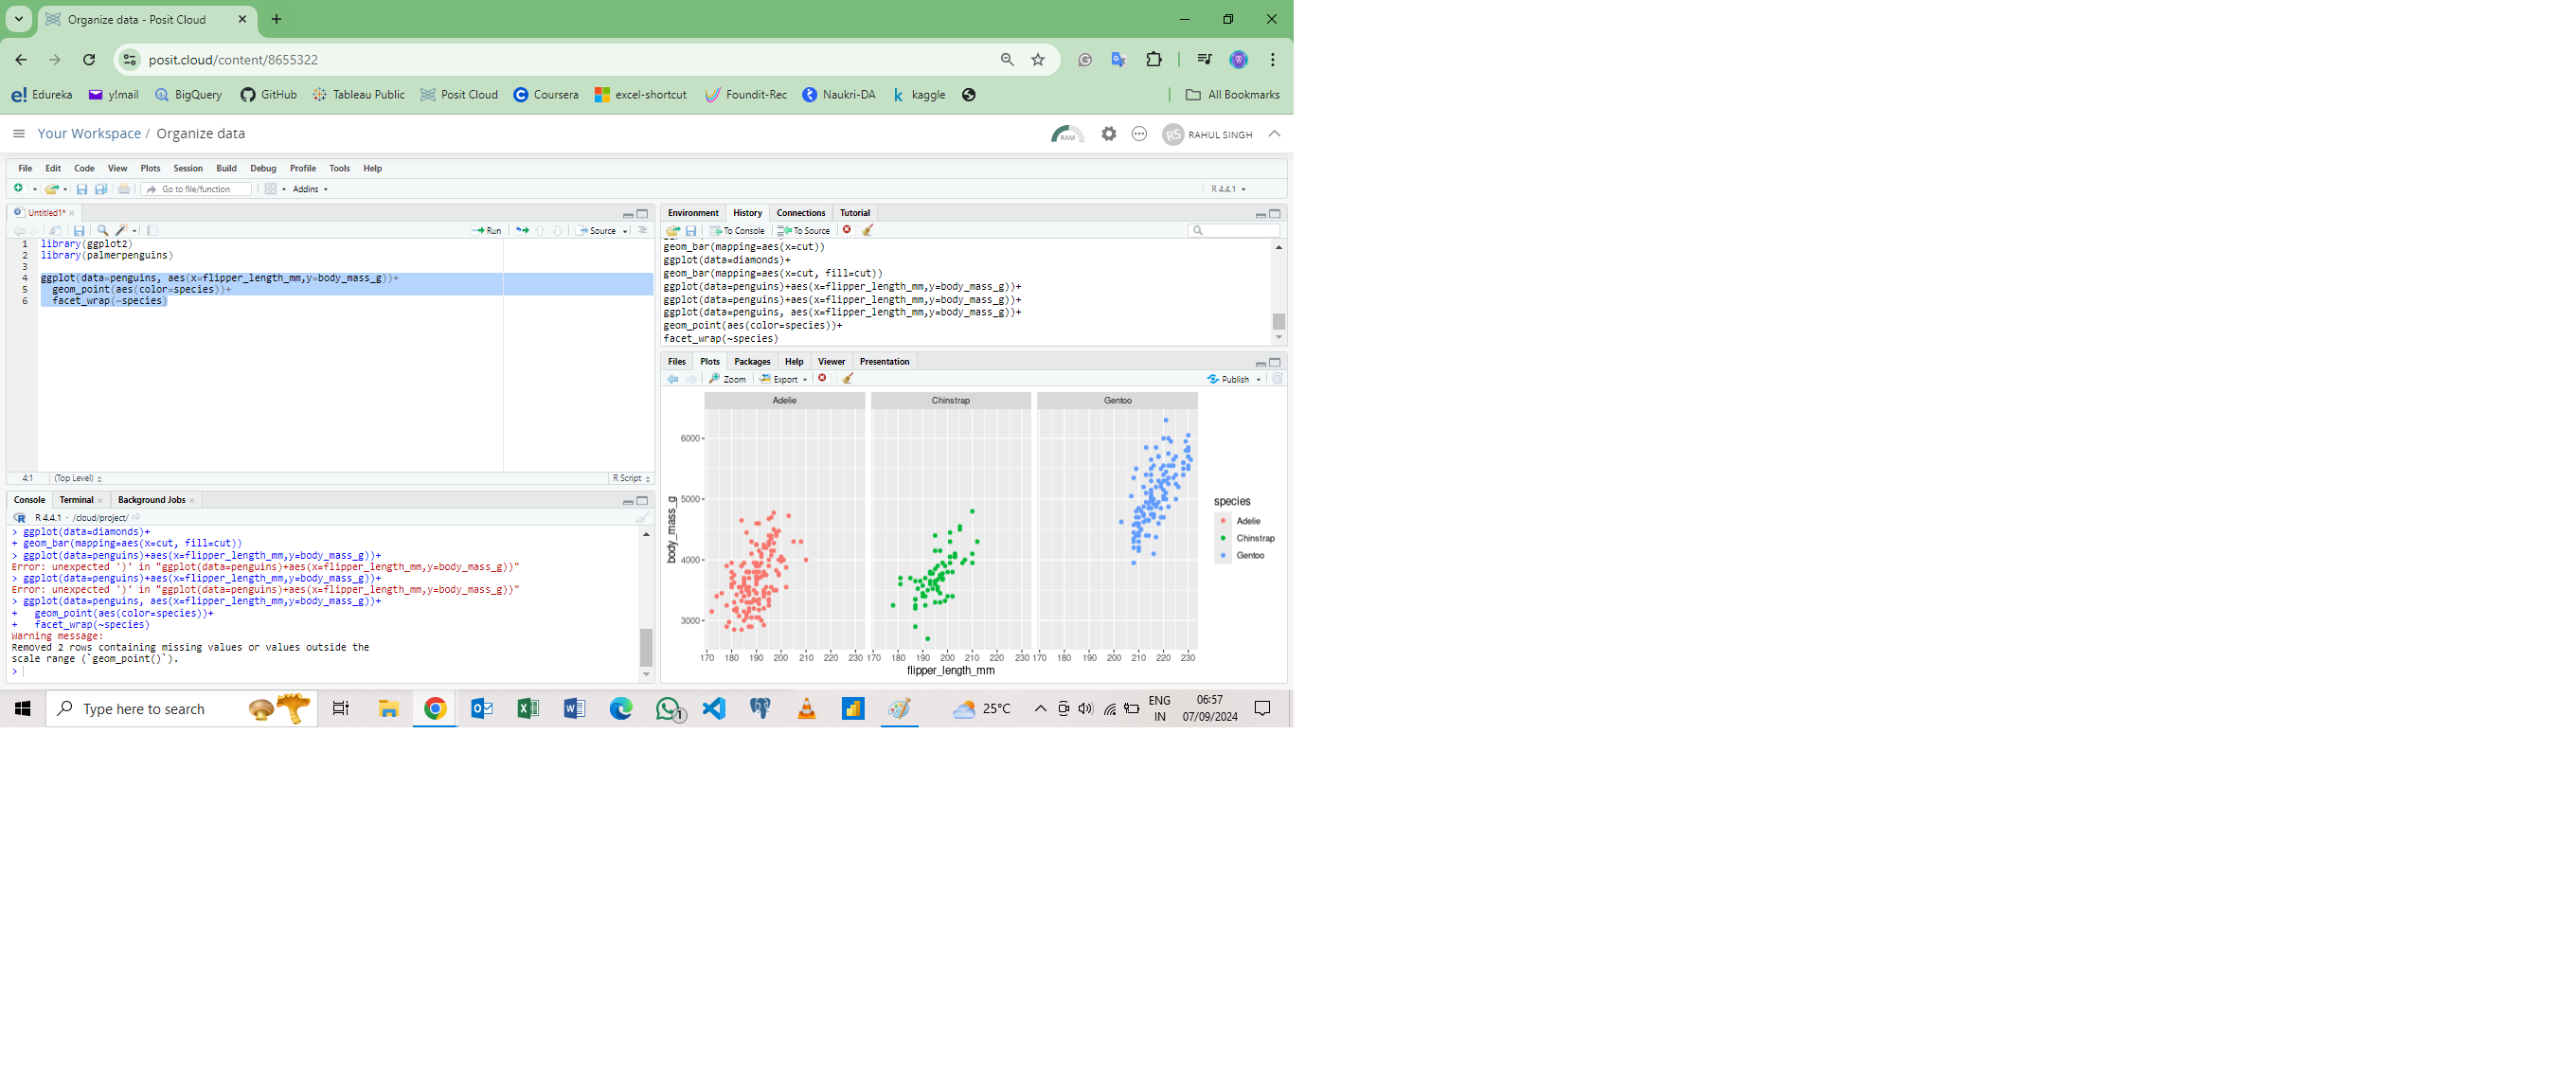 Organize data - Posit Cloud
posit.cloud/content/8655322
Edureka y!mail BigQuery GitHub Tableau Public Posit Cloud Coursera excel-shortcut Foundit-Rec Naukri-DA kaggle All Bookmarks
Your Workspace / Organize data RAM RS RAHUL SINGH
File Edit Code View Plots Session Build Debug Profile Tools Help
Go to file/function Addins R 4.4.1
Untitled1*
Run Source
1 library(ggplot2)
2 library(palmerpenguins)
3
4 ggplot(data=penguins, aes(x=flipper_length_mm,y=body_mass_g))+
5 geom_point(aes(color=species))+
6 facet_wrap(~species)
4:1 (Top Level) R Script
Console Terminal Background Jobs
R 4.4.1 · /cloud/project/
> ggplot(data=diamonds)+
+ geom_bar(mapping=aes(x=cut, fill=cut))
> ggplot(data=penguins)+aes(x=flipper_length_mm,y=body_mass_g))+
Error: unexpected ')' in "ggplot(data=penguins)+aes(x=flipper_length_mm,y=body_mass_g))"
> ggplot(data=penguins)+aes(x=flipper_length_mm,y=body_mass_g))+
Error: unexpected ')' in "ggplot(data=penguins)+aes(x=flipper_length_mm,y=body_mass_g))"
> ggplot(data=penguins, aes(x=flipper_length_mm,y=body_mass_g))+
+ geom_point(aes(color=species))+
+ facet_wrap(~species)
Warning message:
Removed 2 rows containing missing values or values outside the
scale range (`geom_point()`).
>
Environment History Connections Tutorial
To Console To Source
geom_bar(mapping=aes(x=cut))
ggplot(data=diamonds)+
geom_bar(mapping=aes(x=cut, fill=cut))
ggplot(data=penguins)+aes(x=flipper_length_mm,y=body_mass_g))+
ggplot(data=penguins)+aes(x=flipper_length_mm,y=body_mass_g))+
ggplot(data=penguins, aes(x=flipper_length_mm,y=body_mass_g))+
geom_point(aes(color=species))+
facet_wrap(~species)
Files Plots Packages Help Viewer Presentation
Zoom Export Publish
Adelie Chinstrap Gentoo
6000
5000
4000
3000
body_mass_g
170 180 190 200 210 220 230 170 180 190 200 210 220 230 170 180 190 200 210 220 230
flipper_length_mm
species
Adelie
Chinstrap
Gentoo
Type here to search 1 25°C ENG 06:57
IN 07/09/2024